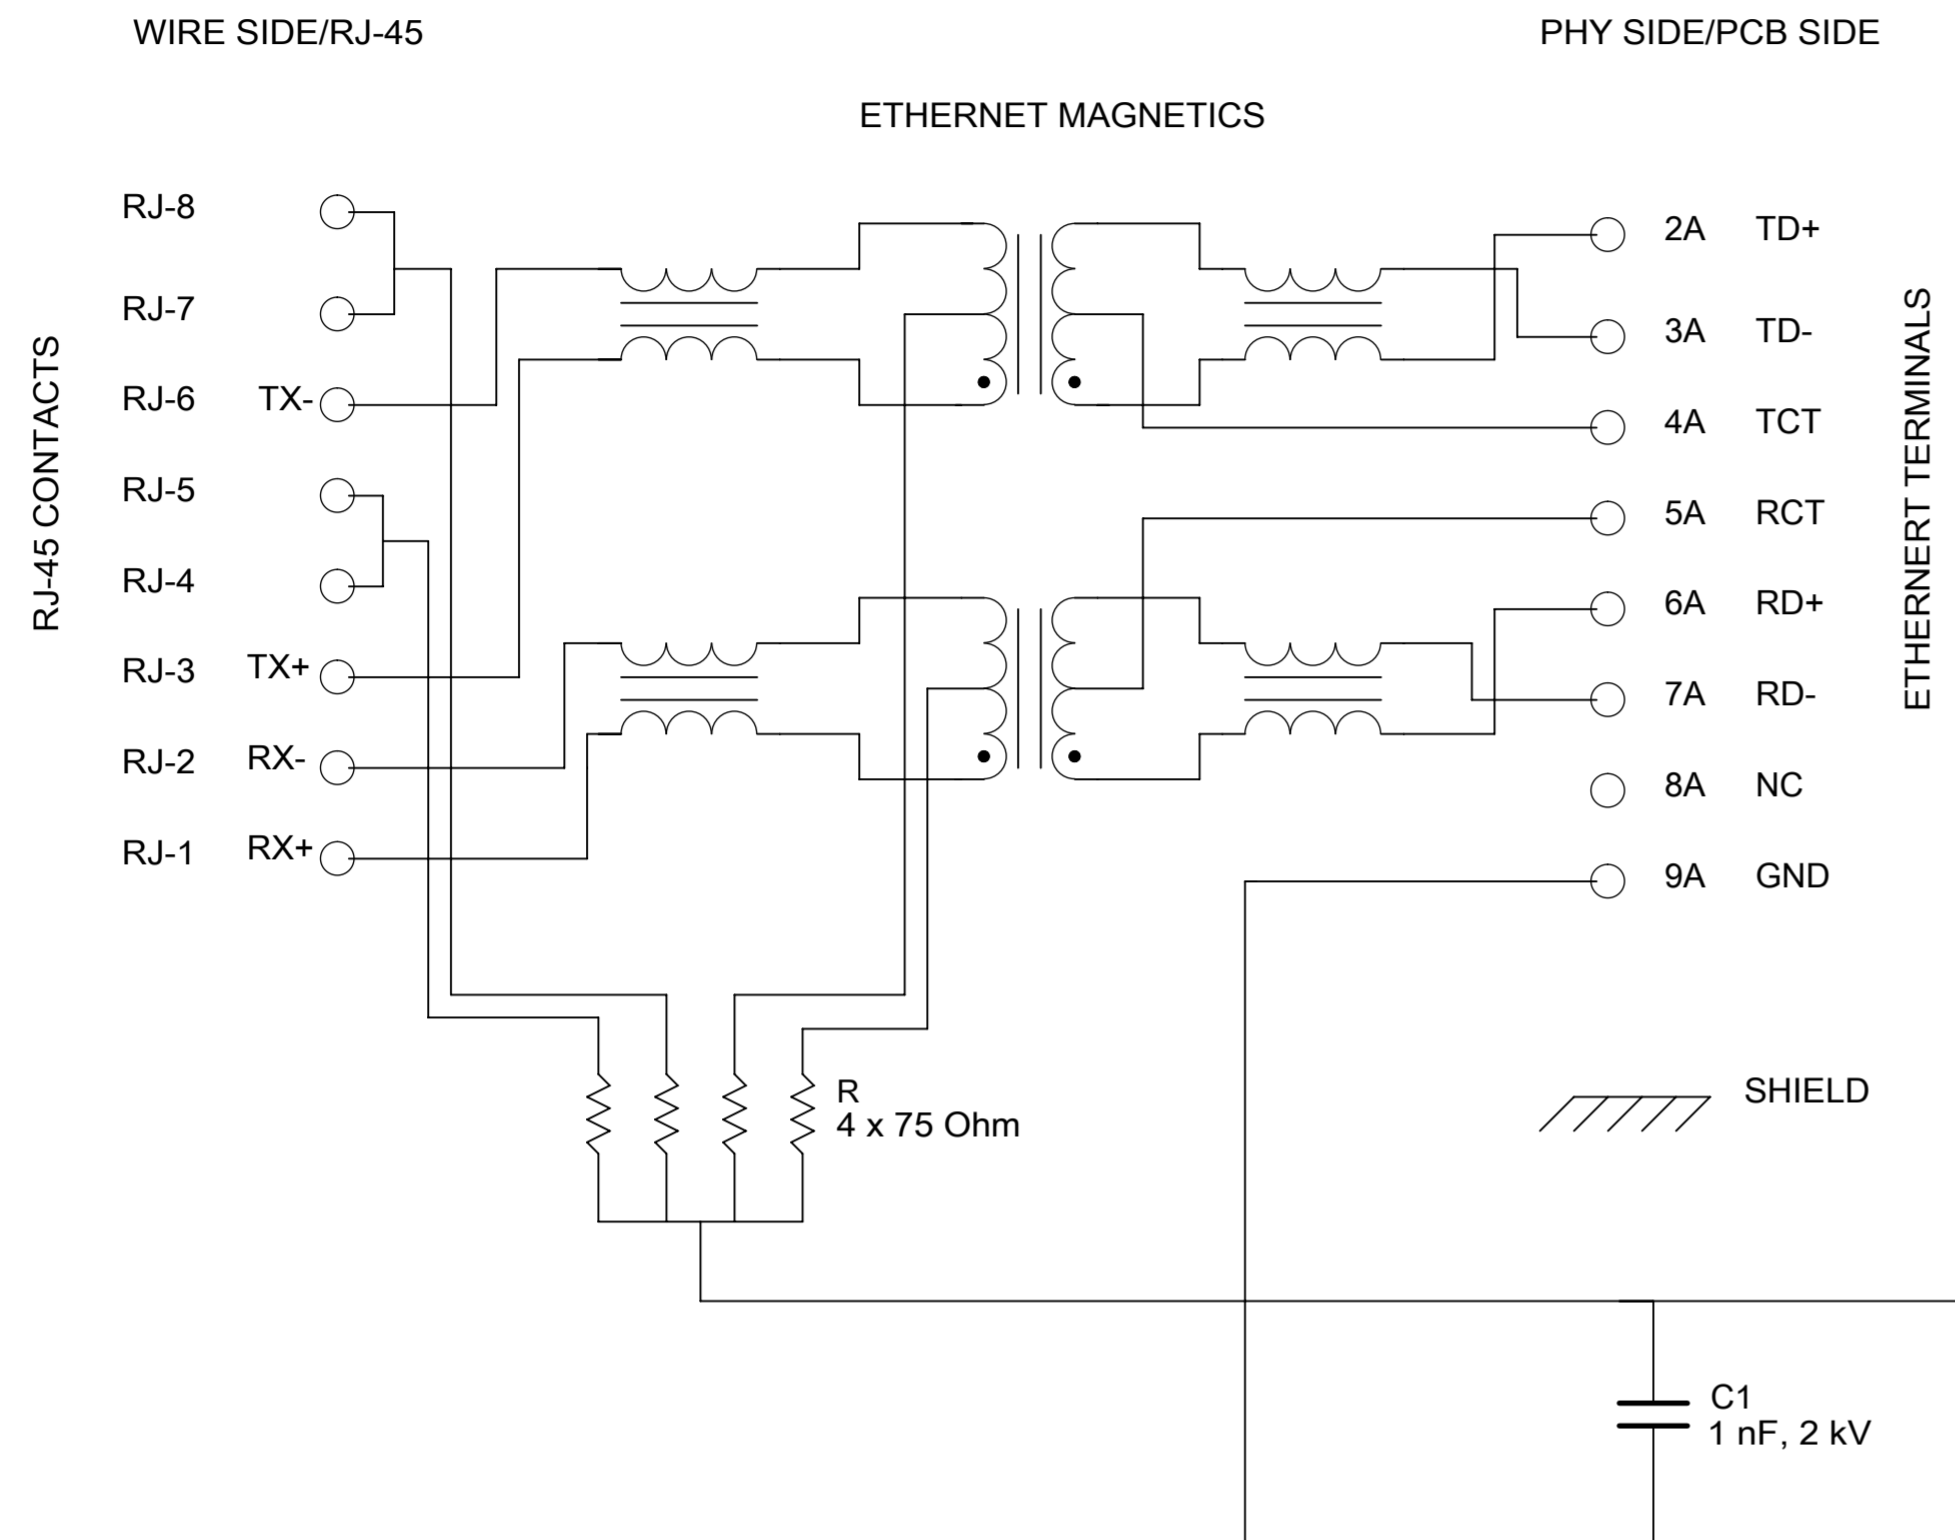 WIRE SIDE/RJ-45
PHY SIDE/PCB SIDE
ETHERNET MAGNETICS
RJ-45 CONTACTS
RJ-8
RJ-7
RJ-6 TX-
RJ-5
RJ-4
RJ-3 TX+
RJ-2 RX-
RJ-1 RX+
2A TD+
3A TD-
4A TCT
5A RCT
6A RD+
7A RD-
8A NC
9A GND
ETHERNERT TERMINALS
SHIELD
R
4 x 75 Ohm
C1
1 nF, 2 kV